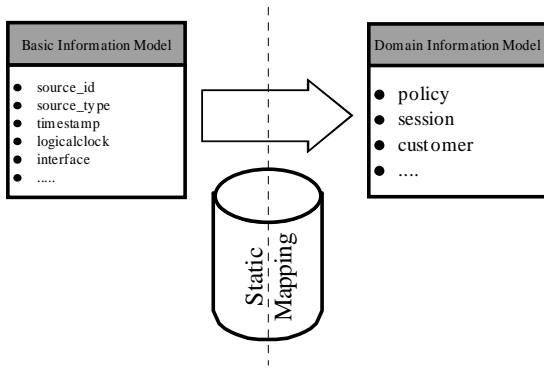 Basic Information Model
● source_id
● source_type
● timestamp
● logicalclock
● interface
● .....
Domain Information Model
● policy
● session
● customer
● ....
Static
Mapping